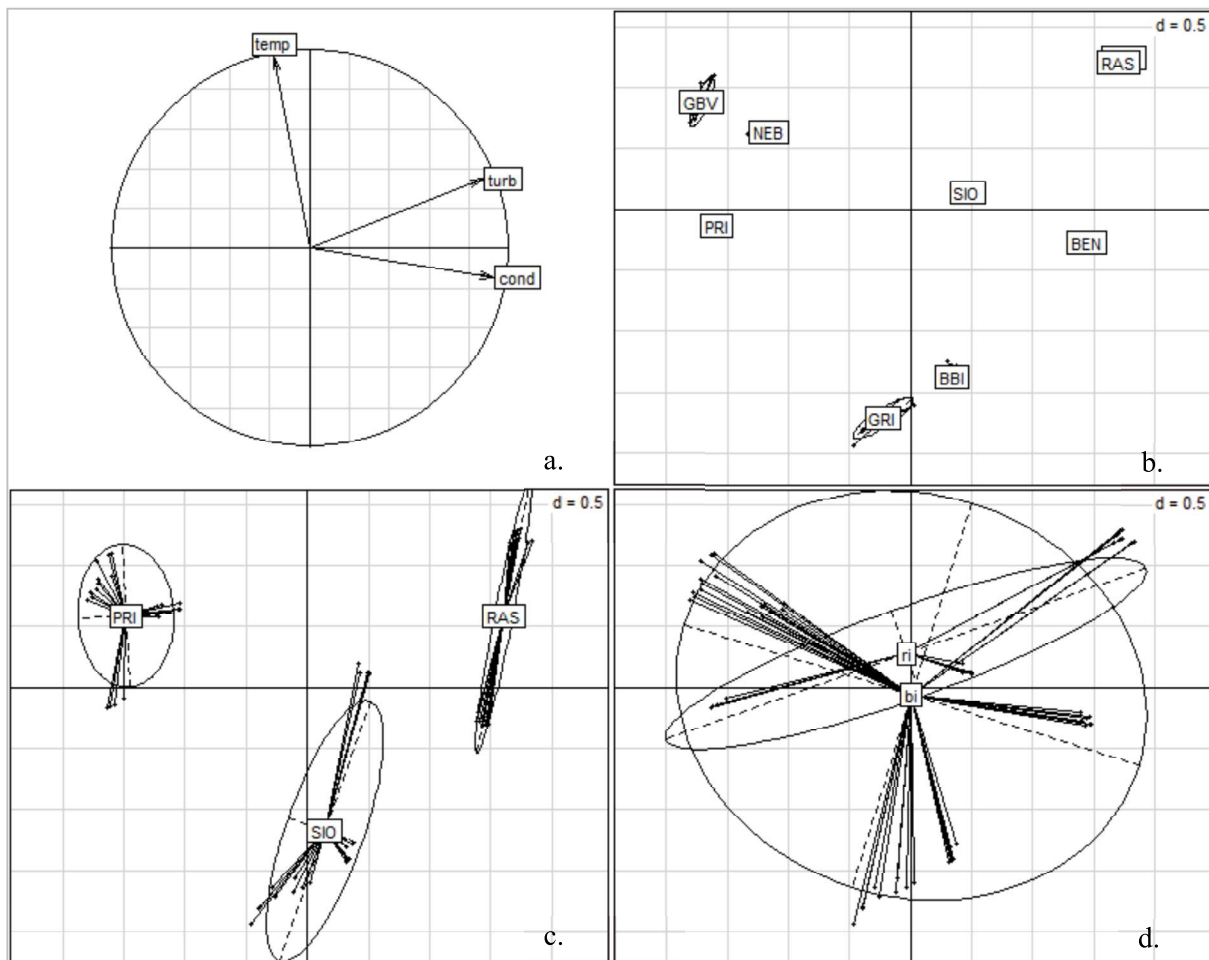 temp
turb
cond
a.
d = 0.5
RAS
GBV
NEB
SIO
PRI
BEN
BBI
GRI
b.
d = 0.5
PRI
RAS
SIO
c.
d = 0.5
ri
bi
d.